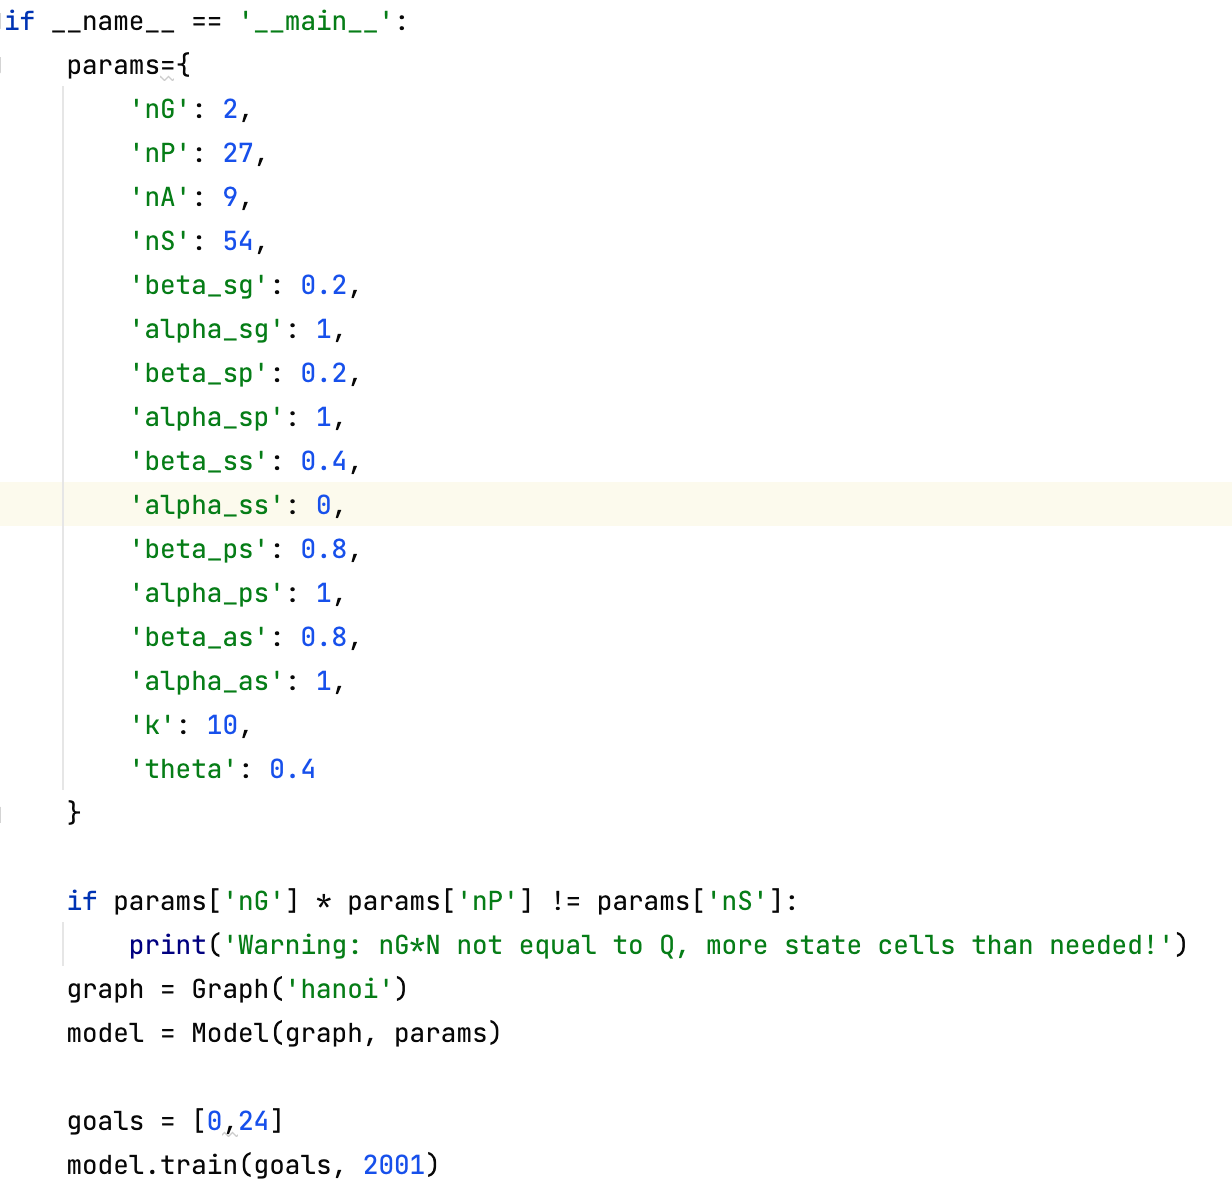 if __name__ == '__main__':
    params={
        'nG': 2,
        'nP': 27,
        'nA': 9,
        'nS': 54,
        'beta_sg': 0.2,
        'alpha_sg': 1,
        'beta_sp': 0.2,
        'alpha_sp': 1,
        'beta_ss': 0.4,
        'alpha_ss': 0,
        'beta_ps': 0.8,
        'alpha_ps': 1,
        'beta_as': 0.8,
        'alpha_as': 1,
        'k': 10,
        'theta': 0.4
    }
    if params['nG'] * params['nP'] != params['nS']:
        print('Warning: nG*N not equal to Q, more state cells than needed!')
    graph = Graph('hanoi')
    model = Model(graph, params)
    goals = [0,24]
    model.train(goals, 2001)